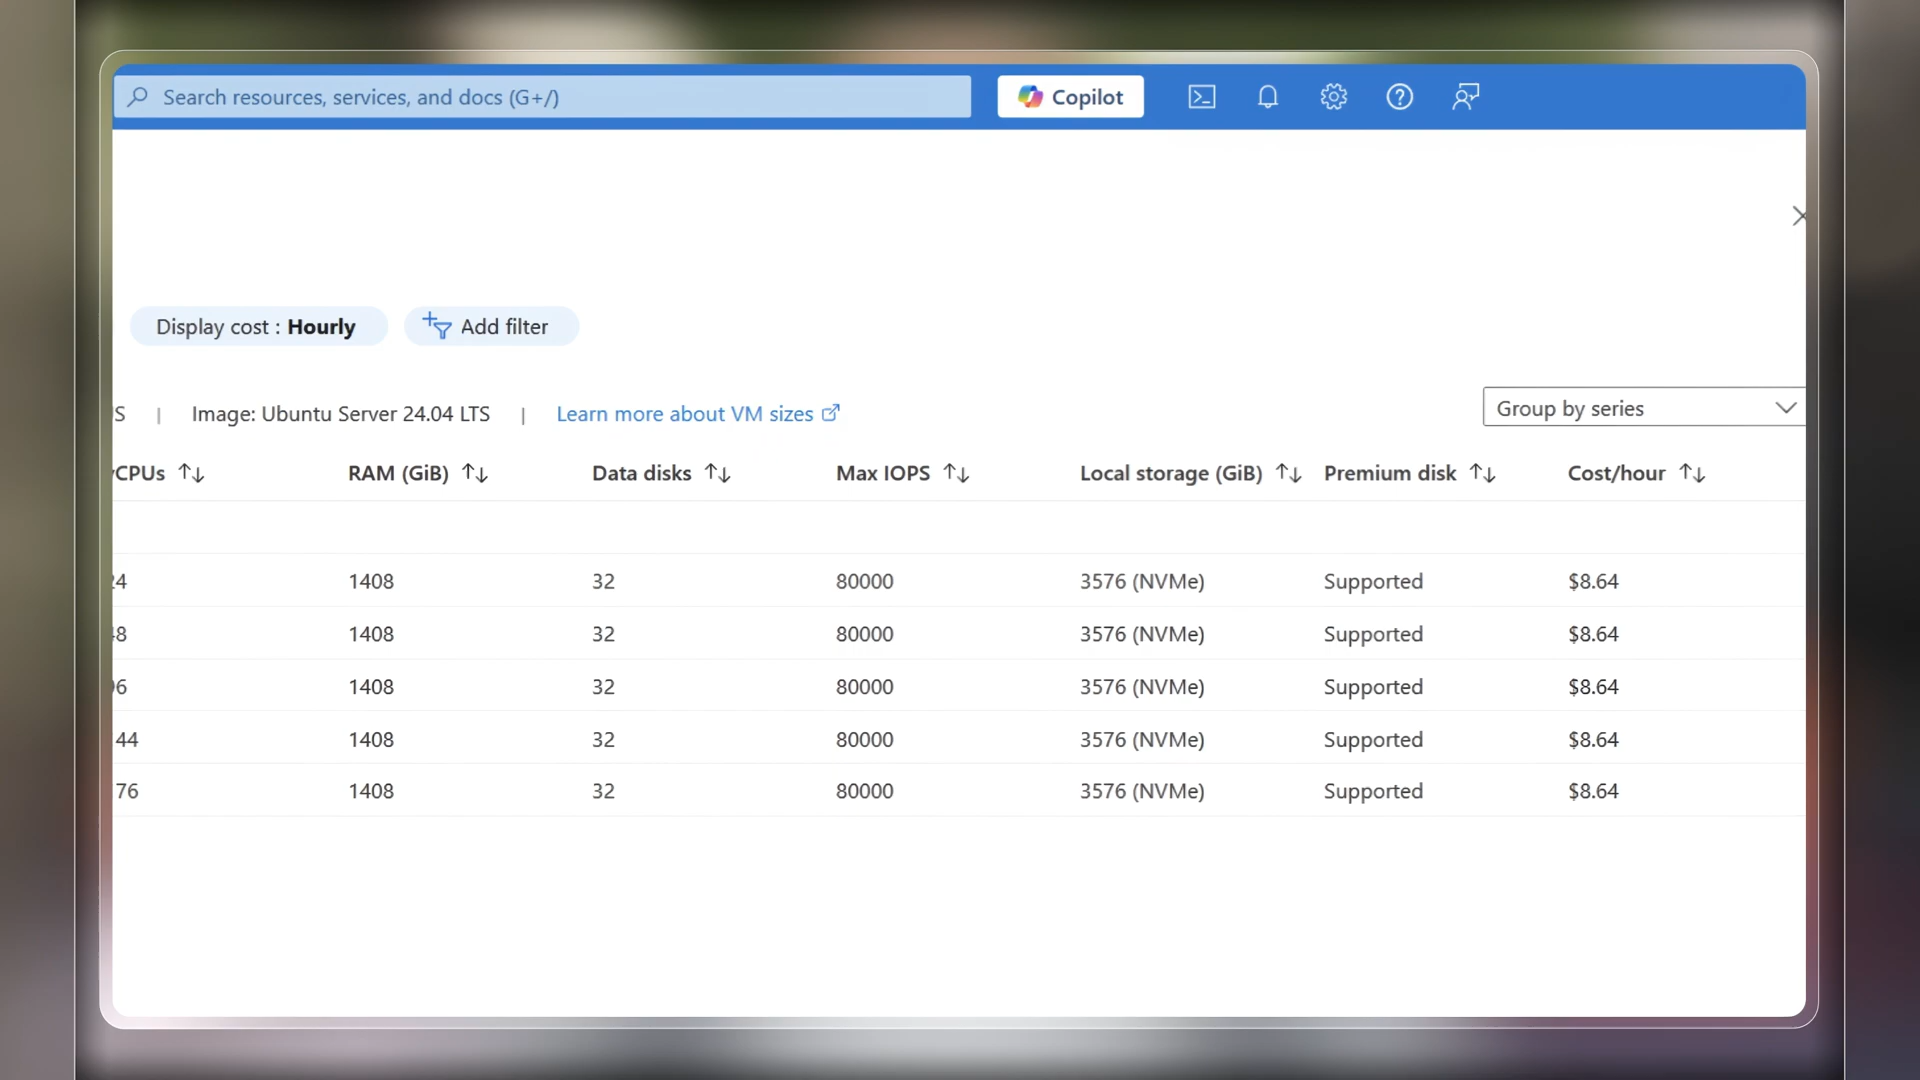 Search resources, services, and docs (G+/)
Copilot
Display cost : Hourly
Add filter
S | Image: Ubuntu Server 24.04 LTS | Learn more about VM sizes
Group by series
CPUs RAM (GiB) Data disks Max IOPS Local storage (GiB) Premium disk Cost/hour
24 1408 32 80000 3576 (NVMe) Supported $8.64
48 1408 32 80000 3576 (NVMe) Supported $8.64
96 1408 32 80000 3576 (NVMe) Supported $8.64
44 1408 32 80000 3576 (NVMe) Supported $8.64
76 1408 32 80000 3576 (NVMe) Supported $8.64